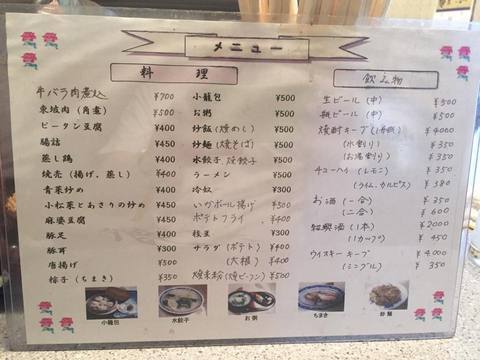 メニュー
料理
牛バラ肉煮込 ¥700
東坡肉(角煮) ¥500
ピータン豆腐 ¥400
腸詰 ¥450
蒸し鶏 ¥400
焼売(揚げ、蒸し) ¥400
青菜炒め ¥400
小松菜とあさりの炒め ¥450
麻婆豆腐 ¥450
豚足 ¥400
豚耳 ¥400
唐揚げ ¥500
粽子(ちまき) ¥350
小籠包 ¥500
お粥 ¥500
炒飯(焼めし) ¥500
炒麺(焼そば) ¥500
水餃子 焼餃子 ¥500
ラーメン ¥500
冷奴 ¥300
いかボール揚げ ¥500
ポテトフライ ¥400
枝豆 ¥300
サラダ(ポテト) ¥400
(大根) ¥400
焼米粉(焼ビーフン) ¥500
飲み物
生ビール(中) ¥500
瓶ビール(中) ¥500
焼酎キープ ¥4000
(水割り) ¥350
(お湯割り) ¥350
チューハイ(レモン) ¥350
(ライム、カルピス) ¥380
お酒(一合) ¥350
(二合) ¥600
紹興酒(1本) ¥2000
(1カップ) ¥450
ウイスキーキープ ¥4000
(シングル) ¥350
小籠包
水餃子
お粥
ちまき
炒麺